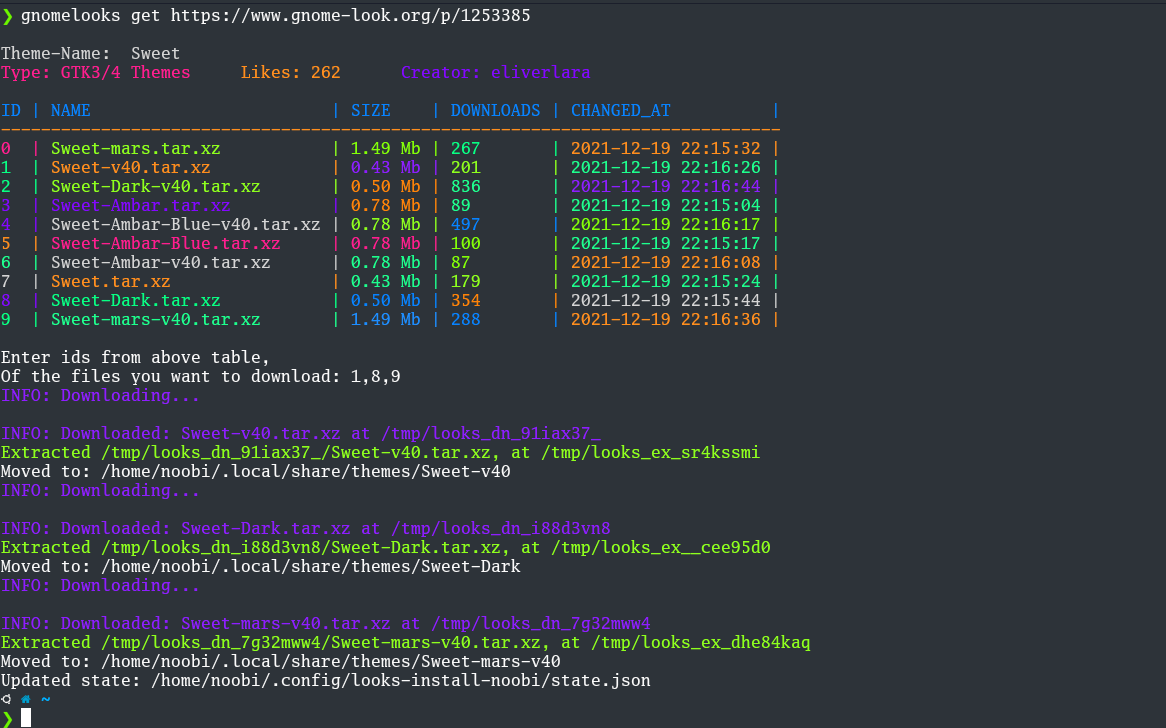 ❯ gnomelooks get https://www.gnome-look.org/p/1253385
Theme-Name:  Sweet
Type: GTK3/4 Themes     Likes: 262      Creator: eliverlara
ID | NAME                        | SIZE    | DOWNLOADS | CHANGED_AT          |
------------------------------------------------------------------------------
0  | Sweet-mars.tar.xz           | 1.49 Mb | 267       | 2021-12-19 22:15:32 |
1  | Sweet-v40.tar.xz            | 0.43 Mb | 201       | 2021-12-19 22:16:26 |
2  | Sweet-Dark-v40.tar.xz       | 0.50 Mb | 836       | 2021-12-19 22:16:44 |
3  | Sweet-Ambar.tar.xz          | 0.78 Mb | 89        | 2021-12-19 22:15:04 |
4  | Sweet-Ambar-Blue-v40.tar.xz | 0.78 Mb | 497       | 2021-12-19 22:16:17 |
5  | Sweet-Ambar-Blue.tar.xz     | 0.78 Mb | 100       | 2021-12-19 22:15:17 |
6  | Sweet-Ambar-v40.tar.xz      | 0.78 Mb | 87        | 2021-12-19 22:16:08 |
7  | Sweet.tar.xz                | 0.43 Mb | 179       | 2021-12-19 22:15:24 |
8  | Sweet-Dark.tar.xz           | 0.50 Mb | 354       | 2021-12-19 22:15:44 |
9  | Sweet-mars-v40.tar.xz       | 1.49 Mb | 288       | 2021-12-19 22:16:36 |
Enter ids from above table,
Of the files you want to download: 1,8,9
INFO: Downloading...
INFO: Downloaded: Sweet-v40.tar.xz at /tmp/looks_dn_91iax37_
Extracted /tmp/looks_dn_91iax37_/Sweet-v40.tar.xz, at /tmp/looks_ex_sr4kssmi
Moved to: /home/noobi/.local/share/themes/Sweet-v40
INFO: Downloading...
INFO: Downloaded: Sweet-Dark.tar.xz at /tmp/looks_dn_i88d3vn8
Extracted /tmp/looks_dn_i88d3vn8/Sweet-Dark.tar.xz, at /tmp/looks_ex__cee95d0
Moved to: /home/noobi/.local/share/themes/Sweet-Dark
INFO: Downloading...
INFO: Downloaded: Sweet-mars-v40.tar.xz at /tmp/looks_dn_7g32mww4
Extracted /tmp/looks_dn_7g32mww4/Sweet-mars-v40.tar.xz, at /tmp/looks_ex_dhe84kaq
Moved to: /home/noobi/.local/share/themes/Sweet-mars-v40
Updated state: /home/noobi/.config/looks-install-noobi/state.json
~
❯